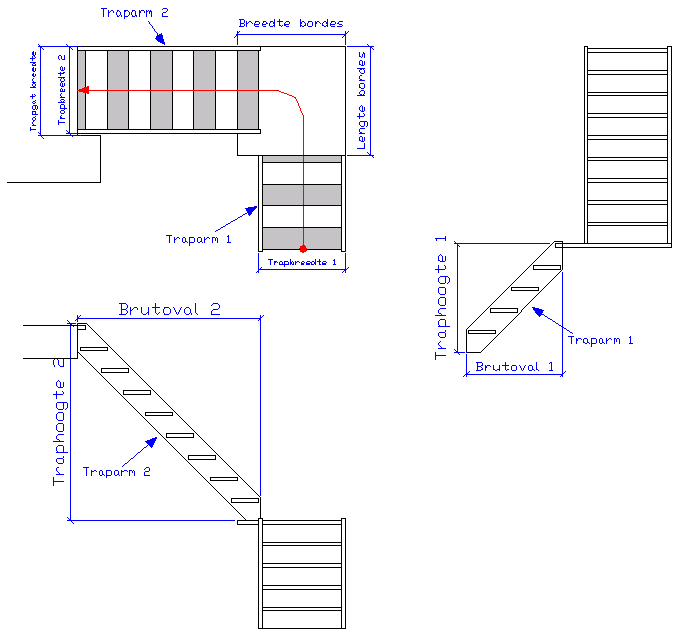 Traparm 2
Breedte bordes
Trapgat breedte
Trapbreedte 2
Lengte bordes
Traparm 1
Trapbreedte 1
Traphoogte 1
Traparm 1
Brutoval 1
Brutoval 2
Traphoogte 2
Traparm 2